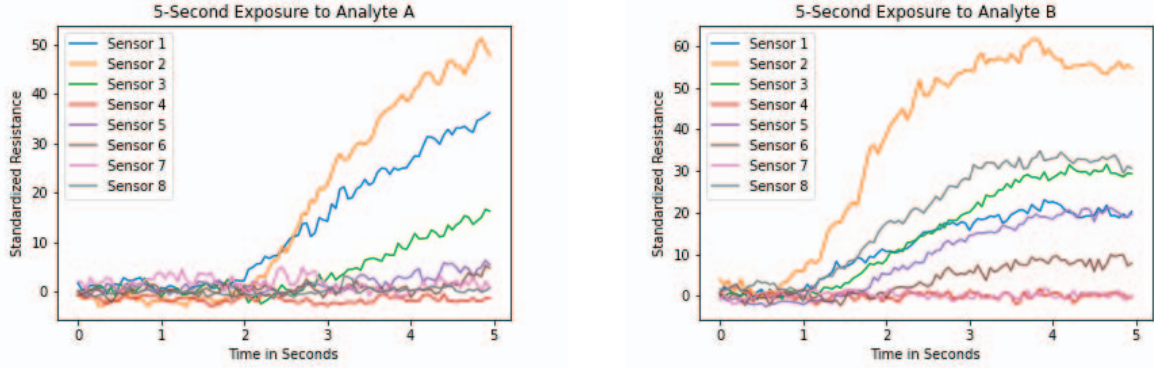 5-Second Exposure to Analyte A
Standardized Resistance
50
40
30
20
10
0
Sensor 1
Sensor 2
Sensor 3
Sensor 4
Sensor 5
Sensor 6
Sensor 7
Sensor 8
0 1 2 3 4 5
Time in Seconds
5-Second Exposure to Analyte B
Standardized Resistance
60
50
40
30
20
10
0
Sensor 1
Sensor 2
Sensor 3
Sensor 4
Sensor 5
Sensor 6
Sensor 7
Sensor 8
0 1 2 3 4 5
Time in Seconds